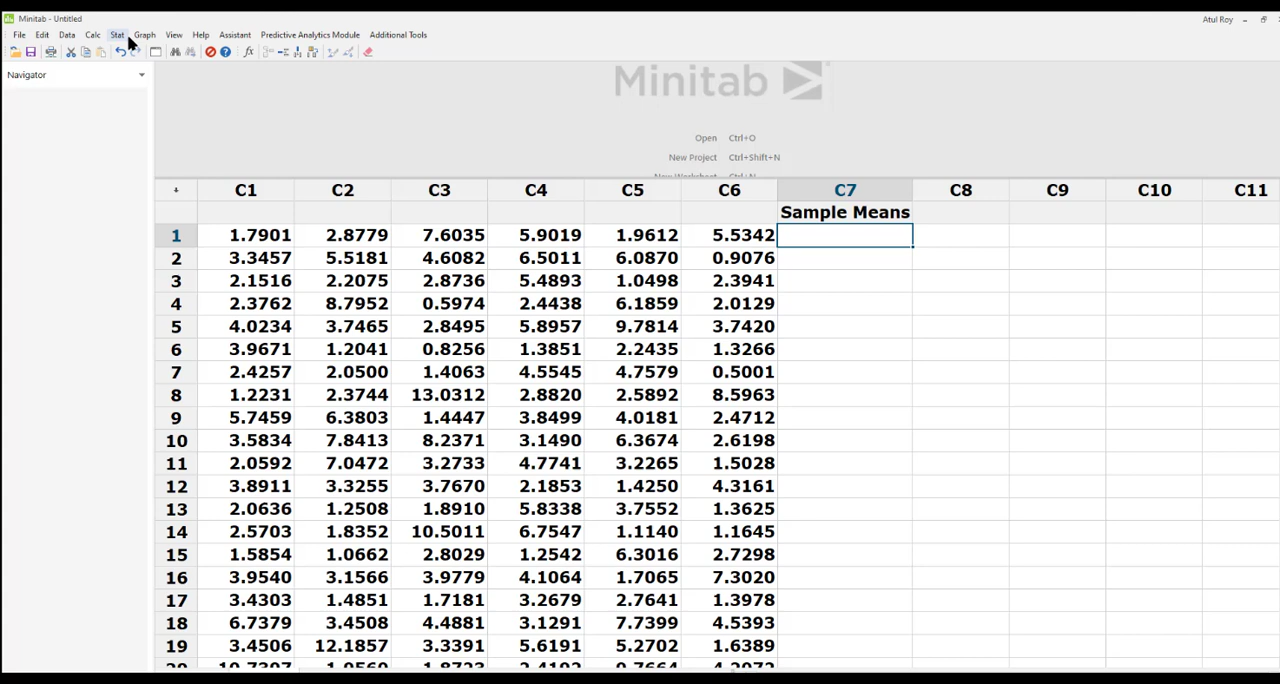 Minitab - Untitled
Atul Roy
File Edit Data Calc Stat Graph View Help Assistant Predictive Analytics Module Additional Tools
Navigator
Minitab
Open Ctrl+O
New Project Ctrl+Shift+N
New Worksheet Ctrl+N
C1 C2 C3 C4 C5 C6 C7 C8 C9 C10 C11
Sample Means
1 1.7901 2.8779 7.6035 5.9019 1.9612 5.5342
2 3.3457 5.5181 4.6082 6.5011 6.0870 0.9076
3 2.1516 2.2075 2.8736 5.4893 1.0498 2.3941
4 2.3762 8.7952 0.5974 2.4438 6.1859 2.0129
5 4.0234 3.7465 2.8495 5.8957 9.7814 3.7420
6 3.9671 1.2041 0.8256 1.3851 2.2435 1.3266
7 2.4257 2.0500 1.4063 4.5545 4.7579 0.5001
8 1.2231 2.3744 13.0312 2.8820 2.5892 8.5963
9 5.7459 6.3803 1.4447 3.8499 4.0181 2.4712
10 3.5834 7.8413 8.2371 3.1490 6.3674 2.6198
11 2.0592 7.0472 3.2733 4.7741 3.2265 1.5028
12 3.8911 3.3255 3.7670 2.1853 1.4250 4.3161
13 2.0636 1.2508 1.8910 5.8338 3.7552 1.3625
14 2.5703 1.8352 10.5011 6.7547 1.1140 1.1645
15 1.5854 1.0662 2.8029 1.2542 6.3016 2.7298
16 3.9540 3.1566 3.9779 4.1064 1.7065 7.3020
17 3.4303 1.4851 1.7181 3.2679 2.7641 1.3978
18 6.7379 3.4508 4.4881 3.1291 7.7399 4.5393
19 3.4506 12.1857 3.3391 5.6191 5.2702 1.6389